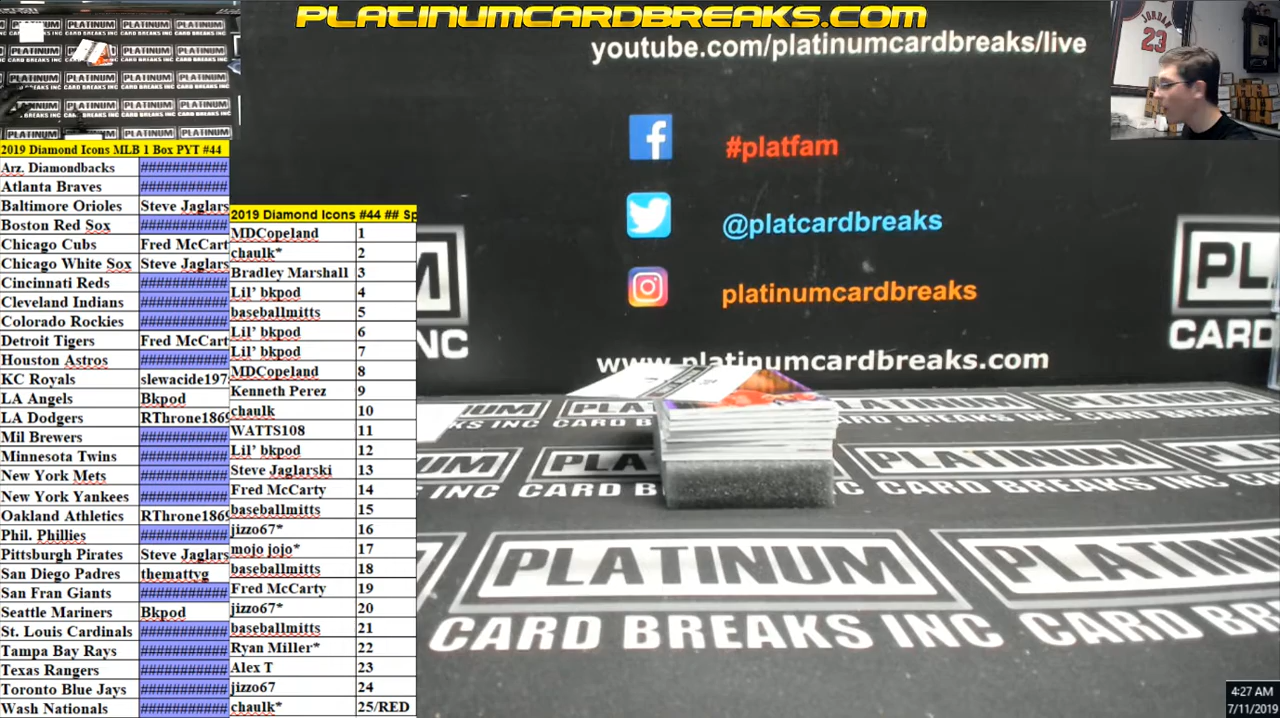 PLATINUMCARDBREAKS.COM
youtube.com/platinumcardbreaks/live
JORDAN
23
#platfam
@platcardbreaks
platinumcardbreaks
www.platinumcardbreaks.com
2019 Diamond Icons MLB 1 Box PYT #44
Arz. Diamondbacks ###########
Atlanta Braves ###########
Baltimore Orioles Steve Jaglars
Boston Red Sox ###########
Chicago Cubs Fred McCart
Chicago White Sox Steve Jaglars
Cincinnati Reds ###########
Cleveland Indians ###########
Colorado Rockies ###########
Detroit Tigers Fred McCart
Houston Astros ###########
KC Royals slewacide197
LA Angels Bkpod
LA Dodgers RThrone1869
Mil Brewers ###########
Minnesota Twins ###########
New York Mets ###########
New York Yankees ###########
Oakland Athletics RThrone1869
Phil. Phillies ###########
Pittsburgh Pirates Steve Jaglars
San Diego Padres themattyg
San Fran Giants ###########
Seattle Mariners Bkpod
St. Louis Cardinals ###########
Tampa Bay Rays ###########
Texas Rangers ###########
Toronto Blue Jays ###########
Wash Nationals ###########
2019 Diamond Icons #44 ## Sp
MDCopeland 1
chaulk* 2
Bradley Marshall 3
Lil' bkpod 4
baseballmitts 5
Lil' bkpod 6
Lil' bkpod 7
MDCopeland 8
Kenneth Perez 9
chaulk 10
WATTS108 11
Lil' bkpod 12
Steve Jaglarski 13
Fred McCarty 14
baseballmitts 15
jizzo67* 16
mojo jojo* 17
baseballmitts 18
Fred McCarty 19
jizzo67* 20
baseballmitts 21
Ryan Miller* 22
Alex T 23
jizzo67 24
chaulk* 25/RED
PLATINUM
CARD BREAKS INC
4:27 AM
7/11/2019